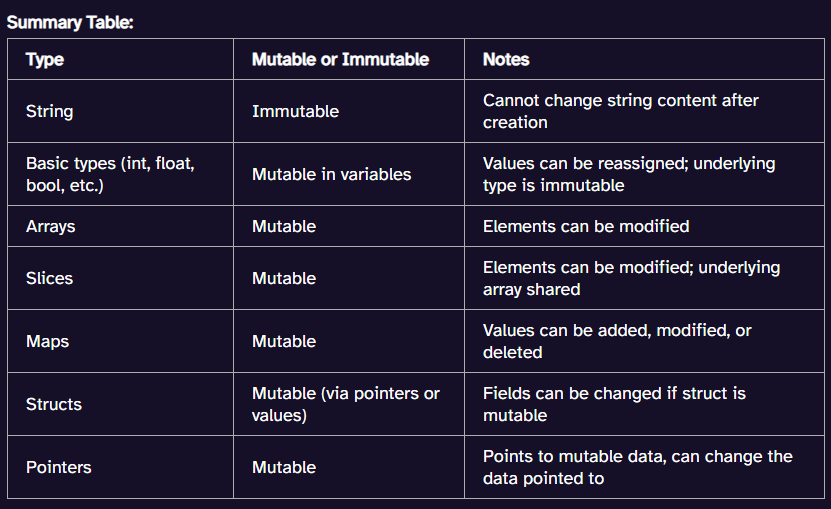 Summary Table:
Type
Mutable or Immutable
Notes
String
Immutable
Cannot change string content after
creation
Basic types (int, float,
bool, etc.)
Mutable in variables
Values can be reassigned; underlying
type is immutable
Arrays
Mutable
Elements can be modified
Slices
Mutable
Elements can be modified; underlying
array shared
Maps
Mutable
Values can be added, modified, or
deleted
Structs
Mutable (via pointers or
values)
Fields can be changed if struct is
mutable
Pointers
Mutable
Points to mutable data, can change the
data pointed to